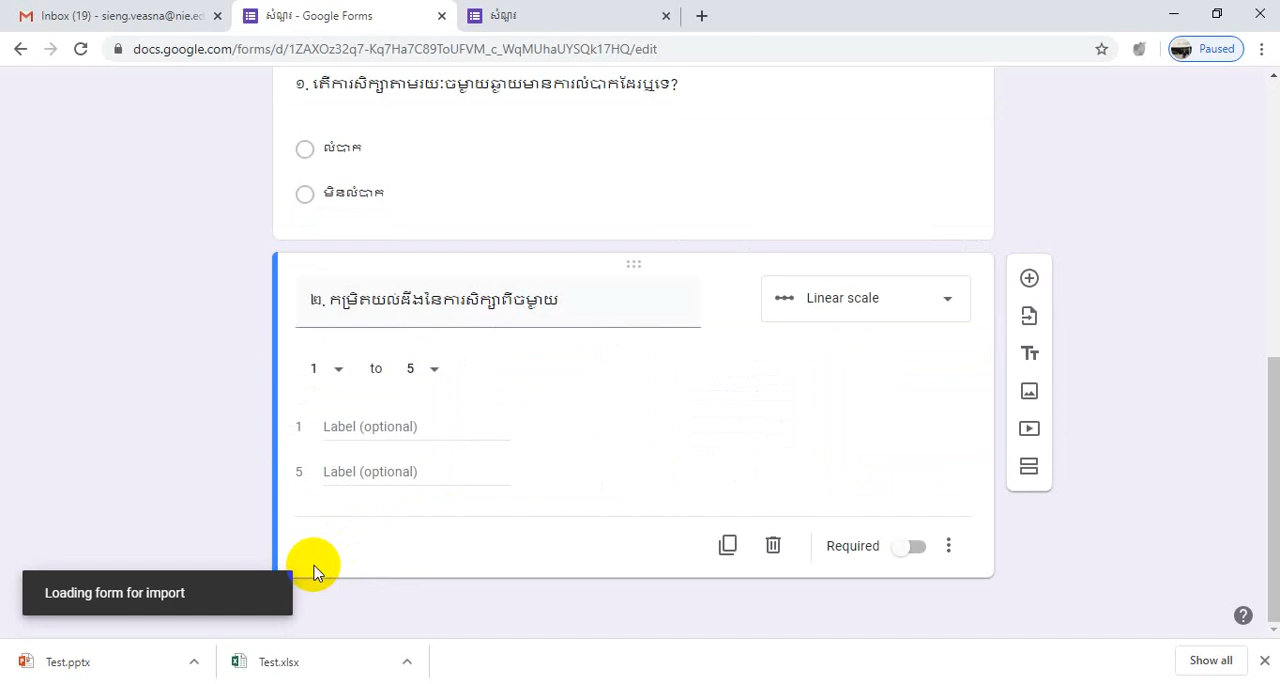 Inbox (19) - sieng.veasna@nie.ed
សំណួរ - Google Forms
សំណួរ
docs.google.com/forms/d/1ZAXOz32q7-Kq7Ha7C89ToUFVM_c_WqMUhaUYSQk17HQ/edit
Paused
១. តើការសិក្សាតាមរយៈចម្ងាយឆ្ងាយមានការលំបាកដែរឬទេ?
លំបាក
មិនលំបាក
២. កម្រិតយល់ដឹងនៃការសិក្សាពីចម្ងាយ
Linear scale
1 to 5
1 Label (optional)
5 Label (optional)
Required
Loading form for import
Test.pptx
Test.xlsx
Show all